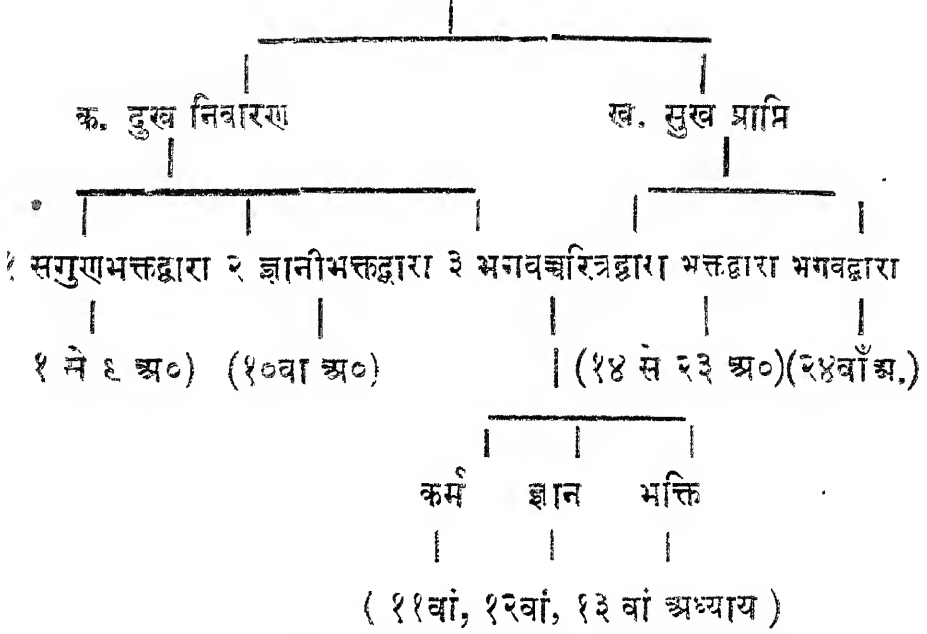 क. दुख निवारण ख. सुख प्राप्ति
१ सगुणभक्तद्वारा २ ज्ञानीभक्तद्वारा ३ भगवच्चरित्रद्वारा भक्तद्वारा भगवद्वारा
१ से ९ अ०) (१०वा अ०) (१४ से २३ अ०)(२४वाँ अ.)
कर्म ज्ञान भक्ति
( ११वां, १२वां, १३ वां अध्याय )